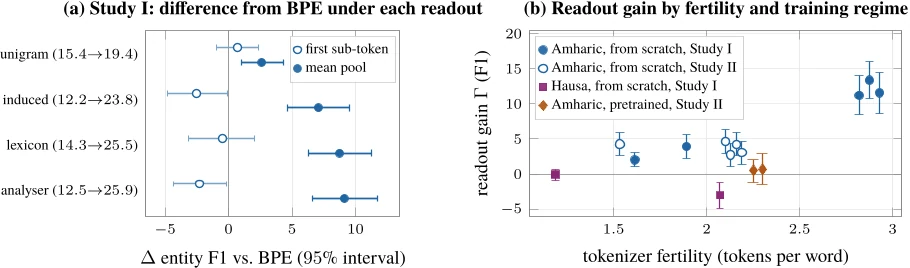 (a) Study I: difference from BPE under each readout
unigram (15.4→19.4)
induced (12.2→23.8)
lexicon (14.3→25.5)
analyser (12.5→25.9)
first sub-token
mean pool
−5 0 5 10
Δ entity F1 vs. BPE (95% interval)
(b) Readout gain by fertility and training regime
readout gain Γ (F1)
20
15
10
5
0
−5
Amharic, from scratch, Study I
Amharic, from scratch, Study II
Hausa, from scratch, Study I
Amharic, pretrained, Study II
1.5 2 2.5 3
tokenizer fertility (tokens per word)